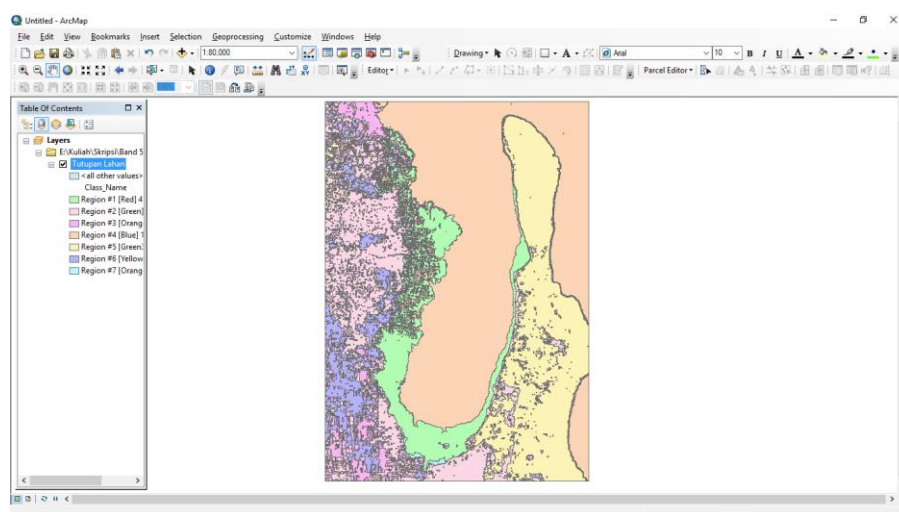 Untitled - ArcMap
File Edit View Bookmarks Insert Selection Geoprocessing Customize Windows Help
1:80.000
Drawing
Arial
10
B I U A
Editor
Parcel Editor
Table Of Contents
Layers
E:\Kuliah\Skripsi\Band 5
Tutupan Lahan
<all other values>
Class_Name
Region #1 [Red] 4
Region #2 [Green]
Region #3 [Orang
Region #4 [Blue] 1
Region #5 [Green3
Region #6 [Yellow
Region #7 [Orang